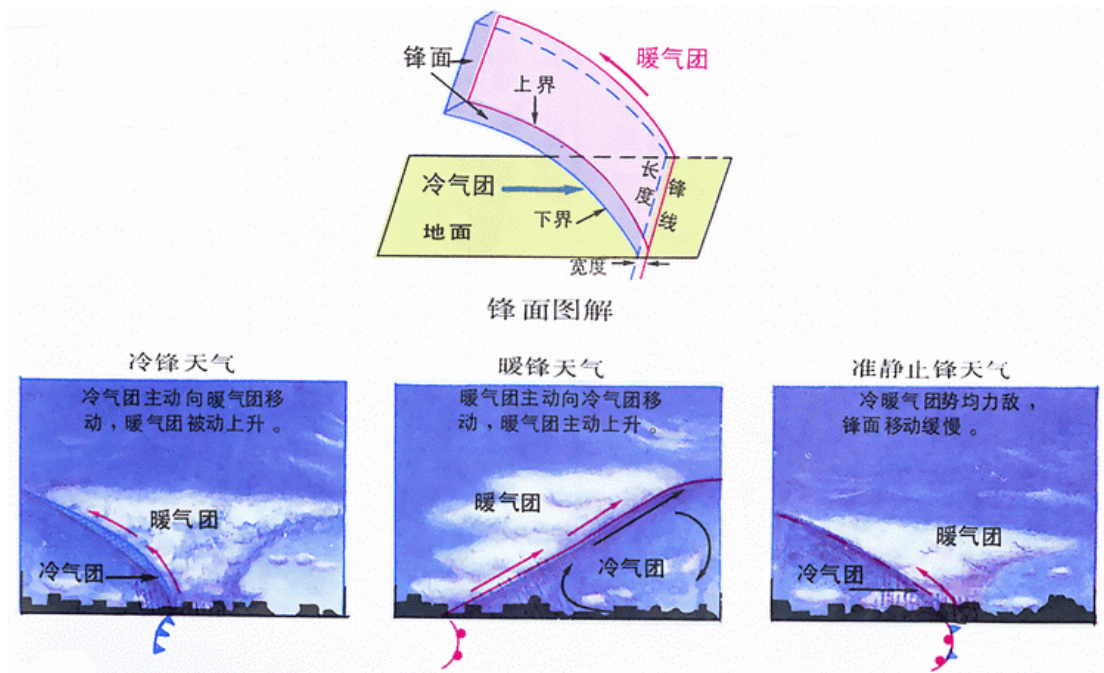 锋面
暖气团
上界
冷气团
长度
锋线
下界
地面
宽度
锋面图解
冷锋天气
冷气团主动向暖气团移
动，暖气团被动上升。
暖气团
冷气团
暖锋天气
暖气团主动向冷气团移
动，暖气团主动上升。
暖气团
冷气团
准静止锋天气
冷暖气团势均力敌，
锋面移动缓慢。
暖气团
冷气团